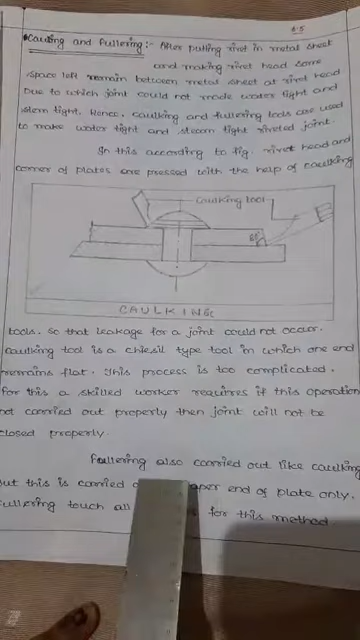 6.5
Caulking and fullering :- After putting rivet in metal sheet
and making rivet head some
space left remain between metal sheet at rivet head
Due to which joint could not made water tight and
stem tight. Hence, caulking and fullering tools are used
to make water tight and steam tight riveted joint.
In this according to fig. rivet head and
corner of plates are pressed with the help of caulking
Caulking tool
80°
CAULKING
tools. so that leakage for a joint could not occur.
caulking tool is a chiesil type tool in which are end
remains flat. This process is too complicated.
for this a skilled worker requires if this operation
not carried out properly then joint will not be
closed properly.
fullering also carried out like caulking
but this is carried aper end of plate only.
fullering touch all for this method